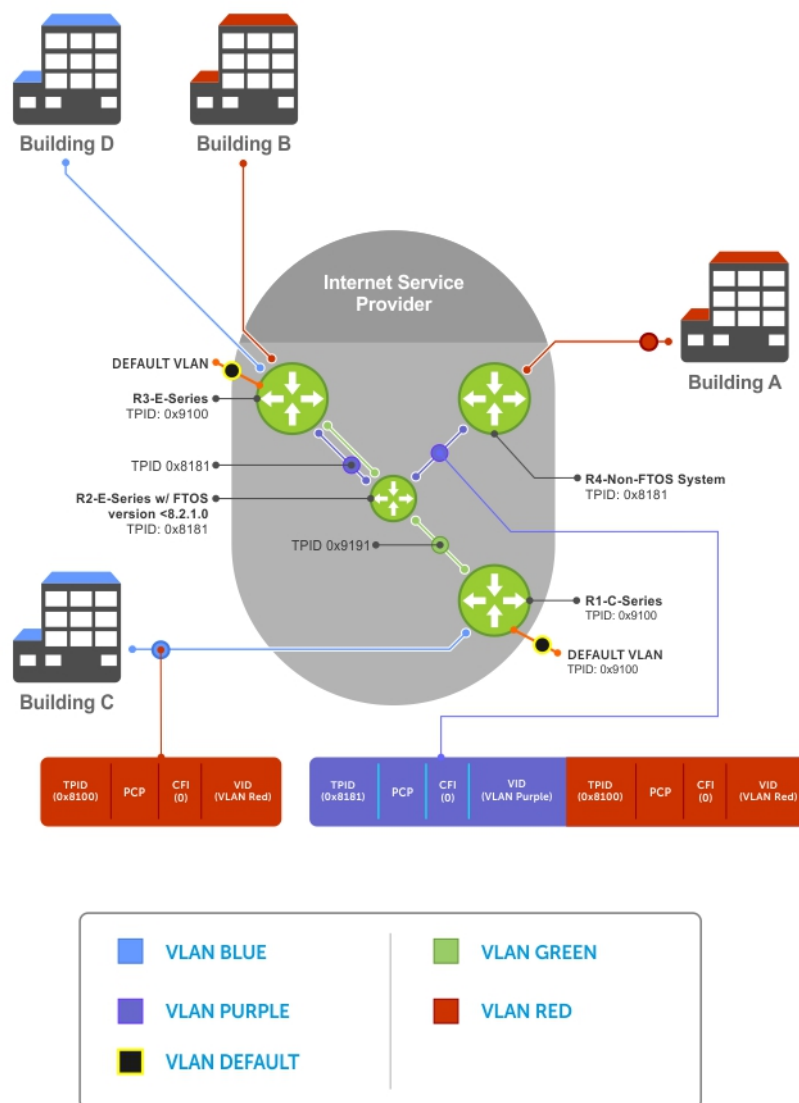 Building D
Building B
Internet Service
Provider
Building A
DEFAULT VLAN
R3-E-Series
TPID: 0x9100
TPID 0x8181
R4-Non-FTOS System
TPID: 0x8181
R2-E-Series w/ FTOS
version <8.2.1.0
TPID: 0x8181
TPID 0x9191
R1-C-Series
TPID: 0x9100
DEFAULT VLAN
TPID: 0x9100
Building C
TPID
(0x8100)
PCP
CFI
(0)
VID
(VLAN Red)
TPID
(0x8181)
PCP
CFI
(0)
VID
(VLAN Purple)
TPID
(0x8100)
PCP
CFI
(0)
VID
(VLAN Red)
VLAN BLUE
VLAN GREEN
VLAN PURPLE
VLAN RED
VLAN DEFAULT